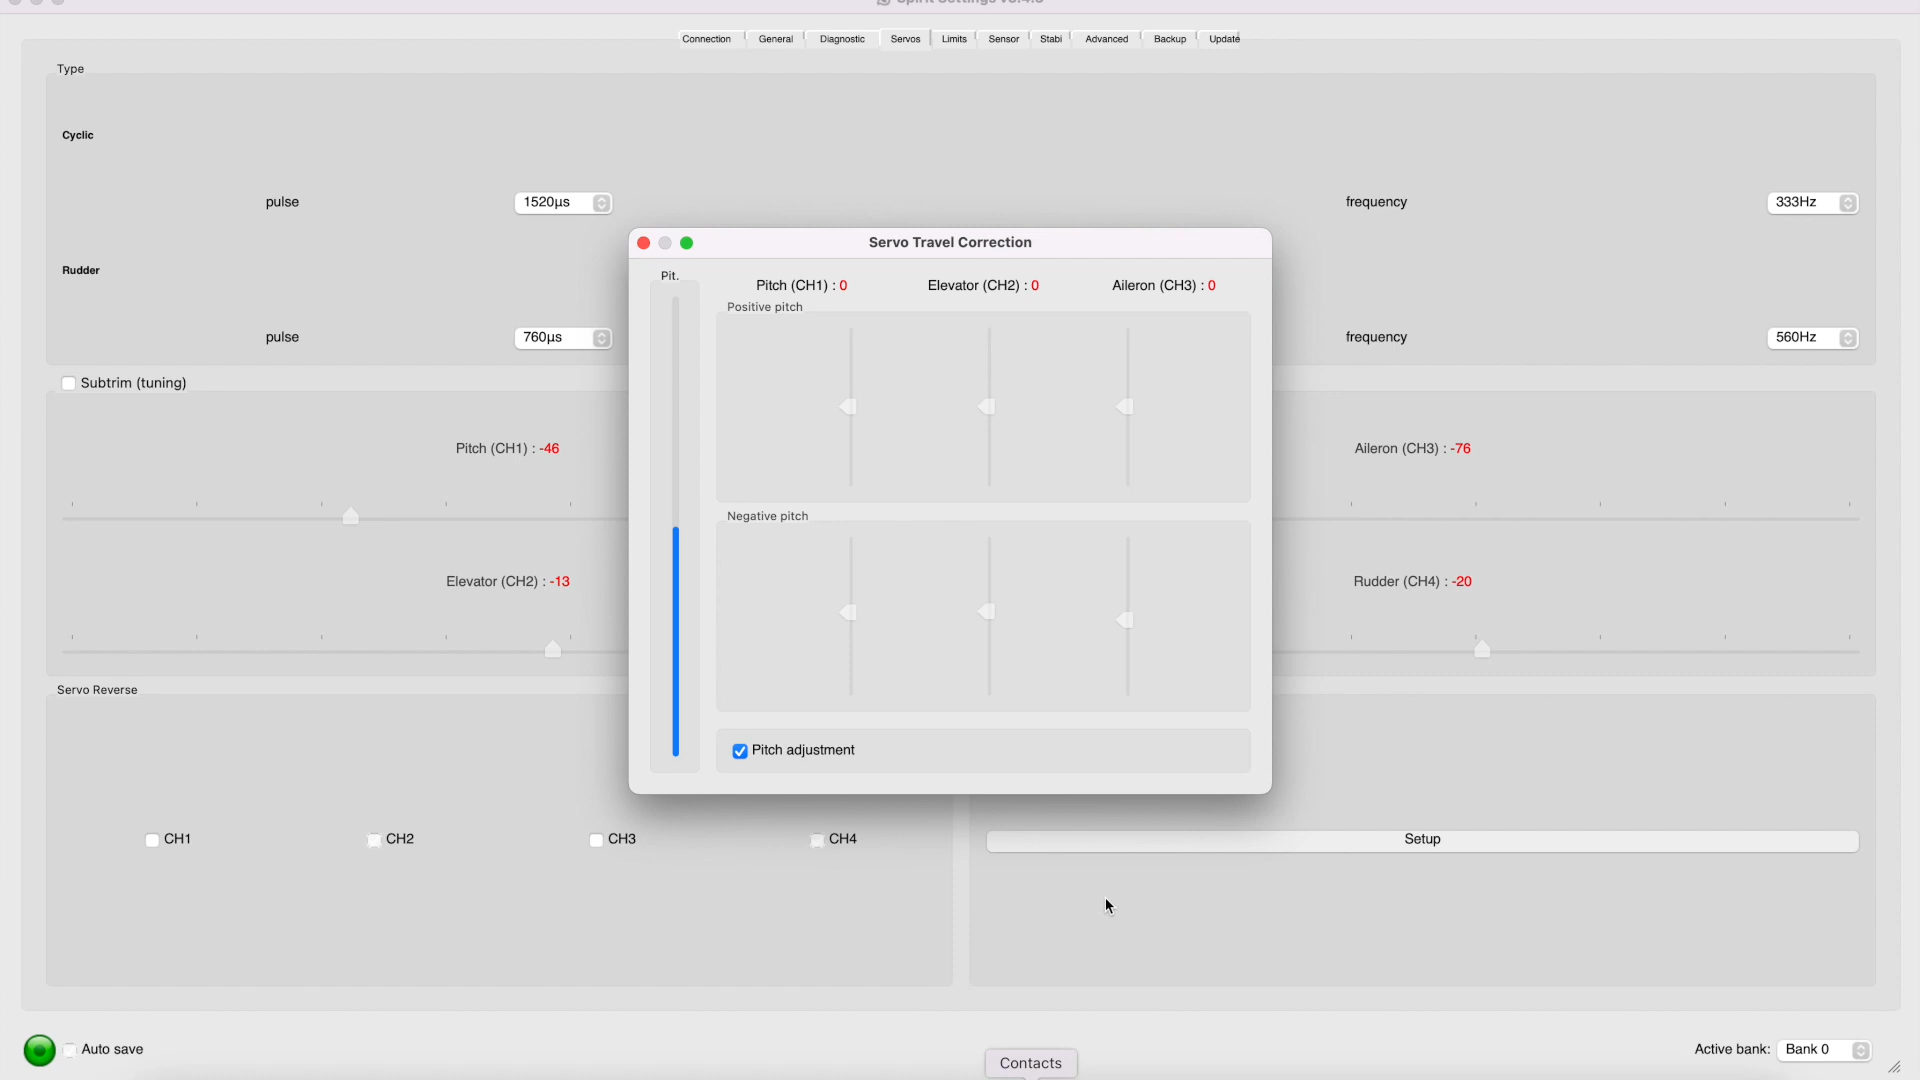 Connection General Diagnostic Servos Limits Sensor Stabi Advanced Backup Update
Type
Cyclic
pulse 1520µs frequency 333Hz
Rudder
pulse 760µs frequency 560Hz
Subtrim (tuning)
Pitch (CH1) : -46 Aileron (CH3) : -76
Elevator (CH2) : -13 Rudder (CH4) : -20
Servo Reverse
CH1 CH2 CH3 CH4
Setup
Servo Travel Correction
Pit.
Pitch (CH1) : 0 Elevator (CH2) : 0 Aileron (CH3) : 0
Positive pitch
Negative pitch
Pitch adjustment
Auto save
Contacts
Active bank: Bank 0